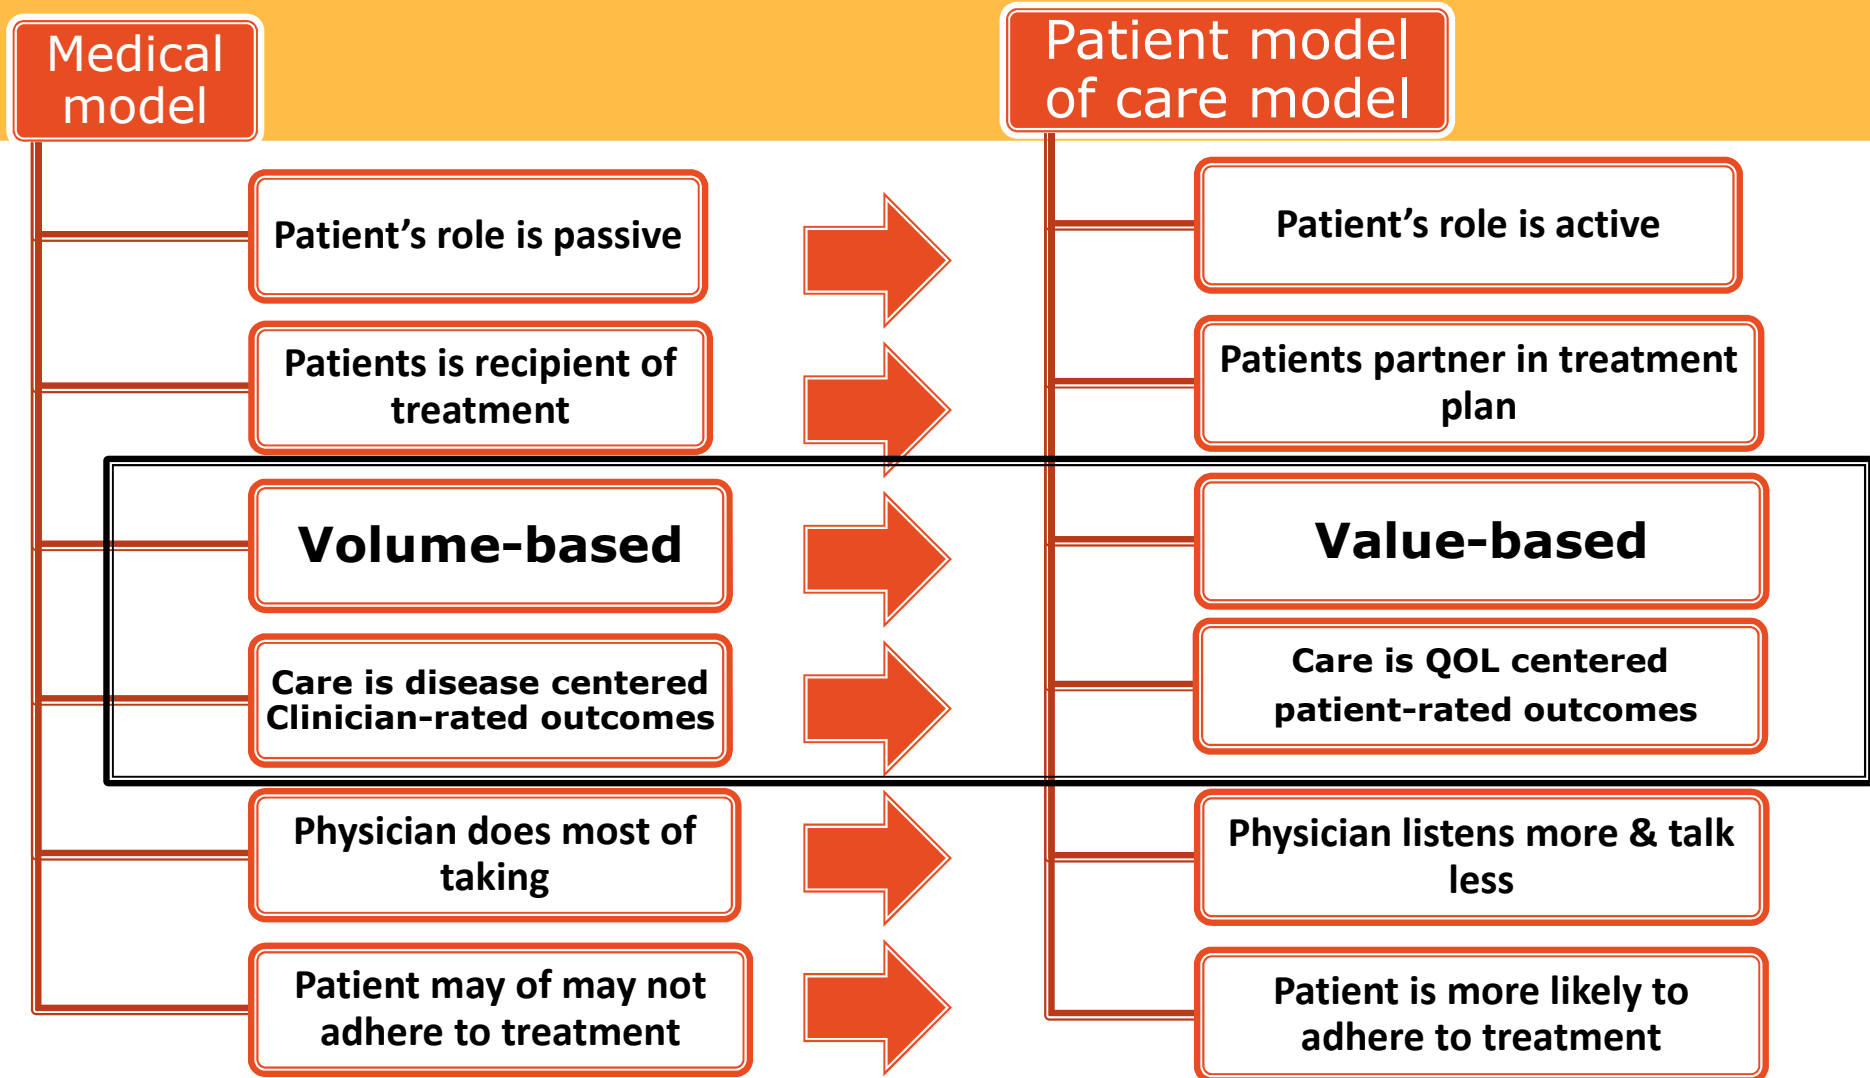 Medical
model
Patient model
of care model
Patient’s role is passive
Patient’s role is active
Patients is recipient of
treatment
Patients partner in treatment
plan
Volume-based
Value-based
Care is disease centered
Clinician-rated outcomes
Care is QOL centered
patient-rated outcomes
Physician does most of
taking
Physician listens more & talk
less
Patient may of may not
adhere to treatment
Patient is more likely to
adhere to treatment